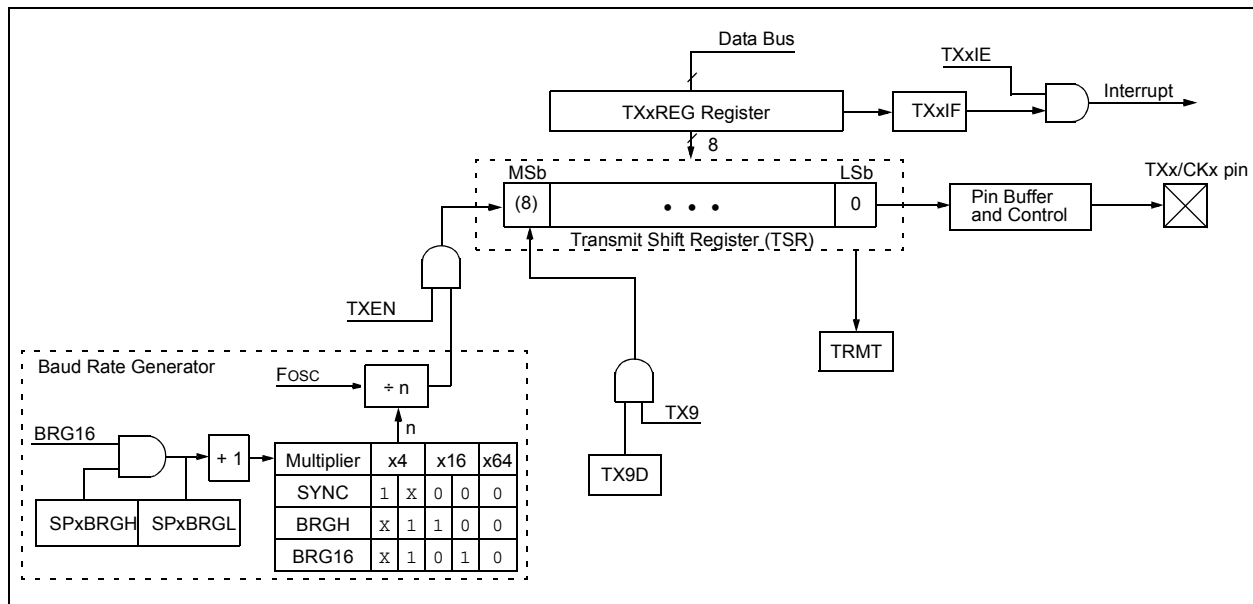 Data Bus
TXxIE
Interrupt
TXxREG Register
TXxIF
8
MSb
LSb
TXx/CKx pin
(8)
• • •
0
Pin Buffer
and Control
Transmit Shift Register (TSR)
TXEN
TRMT
Baud Rate Generator
FOSC
÷ n
TX9
BRG16
n
+ 1
Multiplier x4 x16 x64
TX9D
SYNC 1 X 0 0 0
SPxBRGH SPxBRGL
BRGH X 1 1 0 0
BRG16 X 1 0 1 0